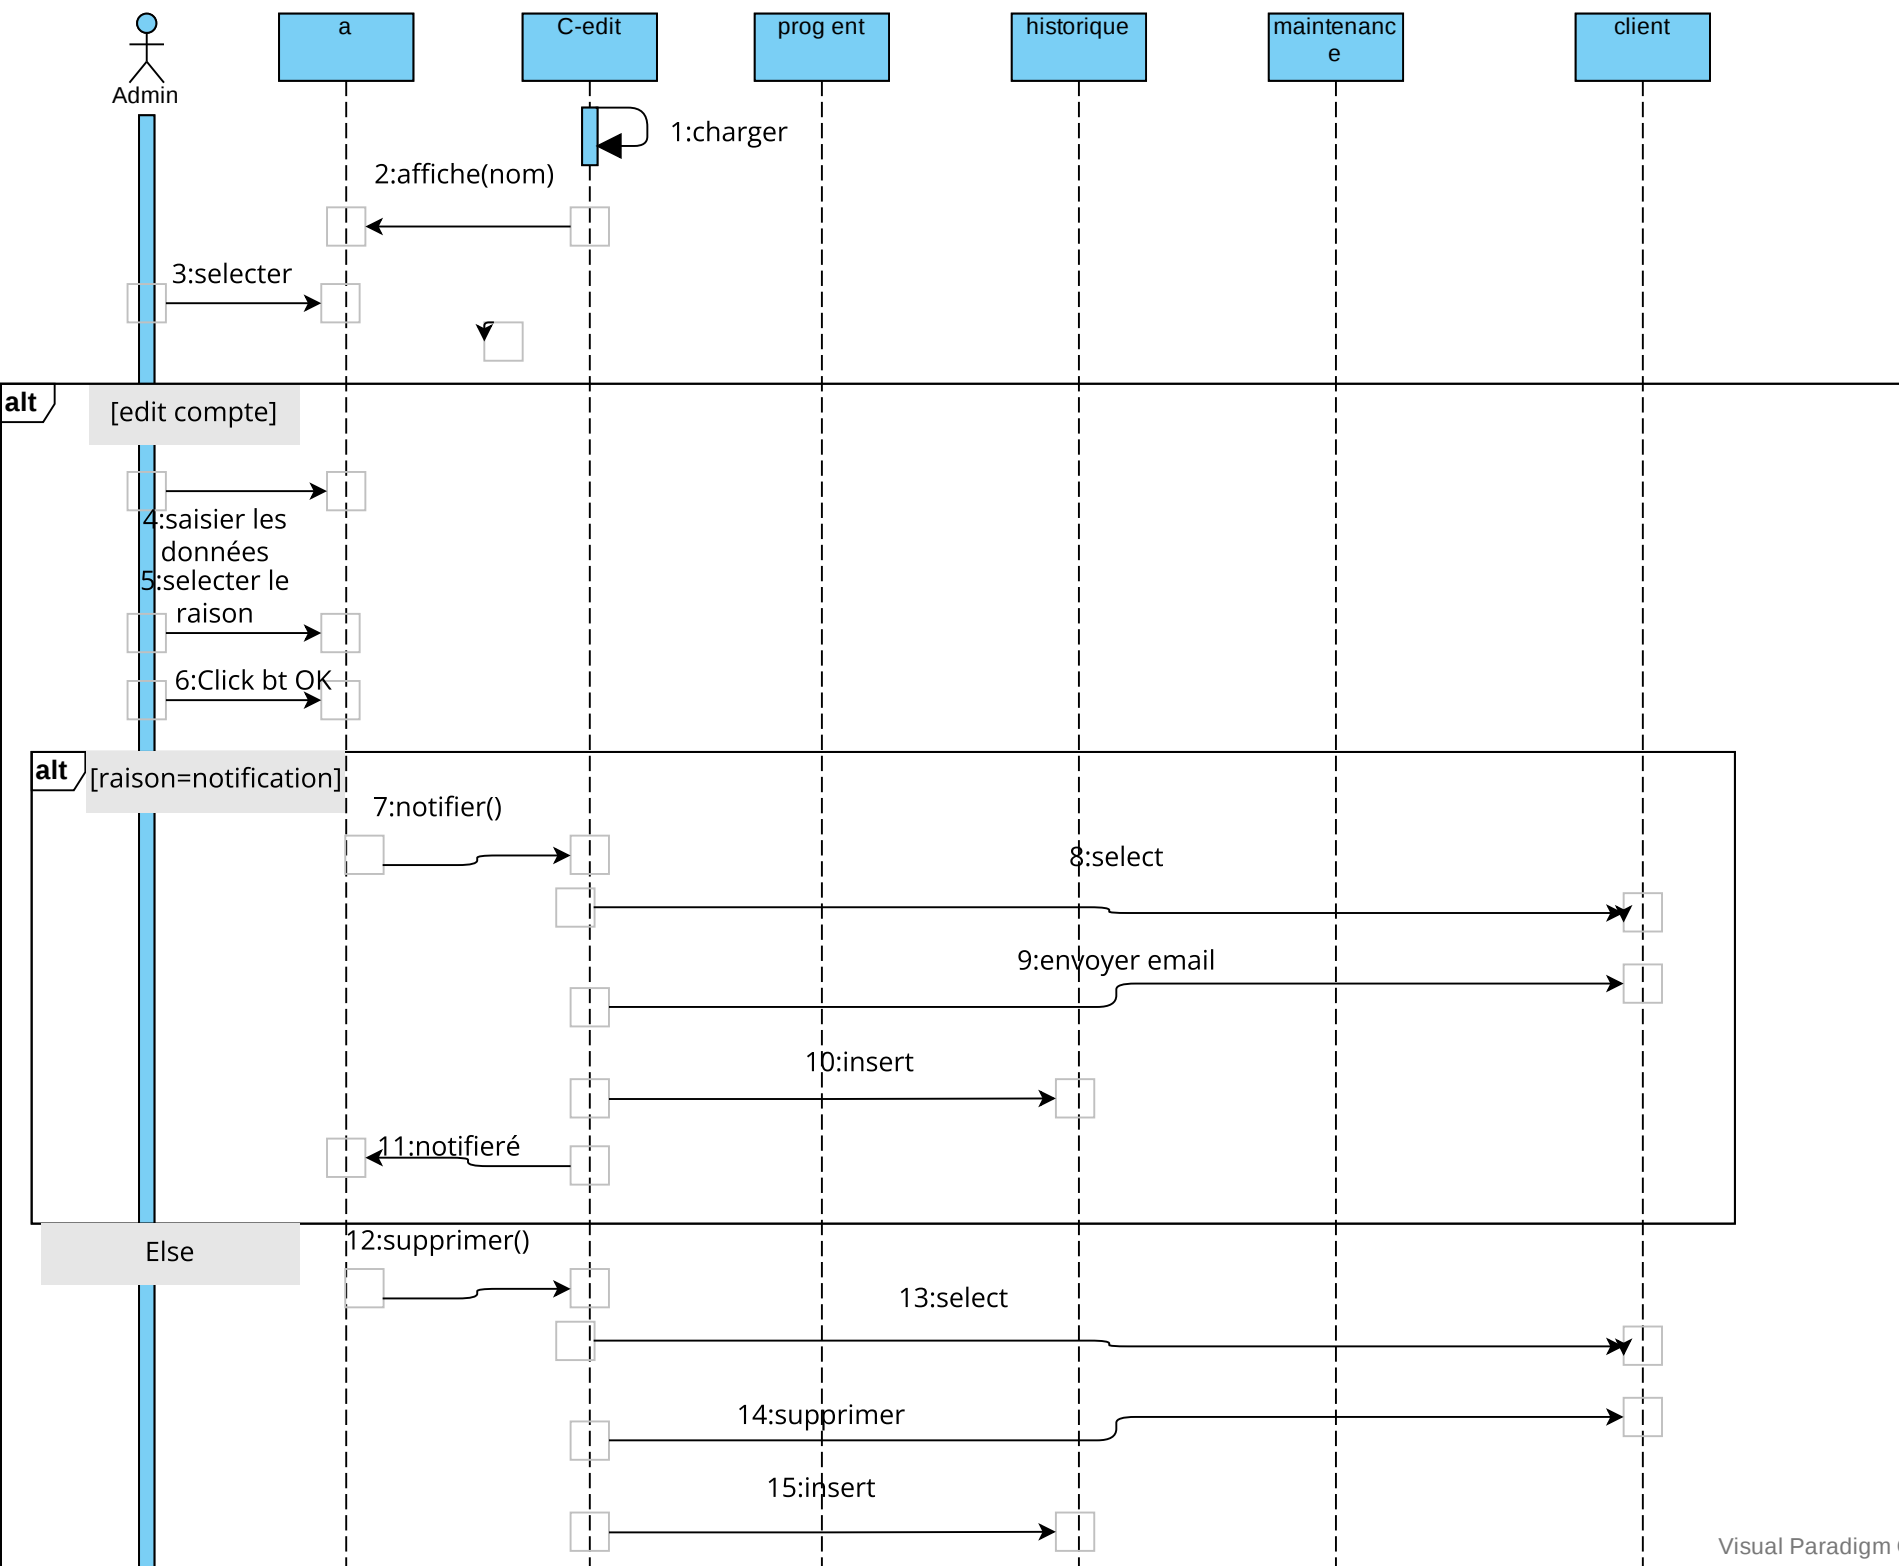 Admin
a
C-edit
prog ent
historique
maintenanc
e
client
1:charger
2:affiche(nom)
3:selecter
alt
[edit compte]
4:saisier les
données
5:selecter le
raison
6:Click bt OK
alt
[raison=notification]
7:notifier()
8:select
9:envoyer email
10:insert
11:notifieré
Else
12:supprimer()
13:select
14:supprimer
15:insert
Visual Paradigm